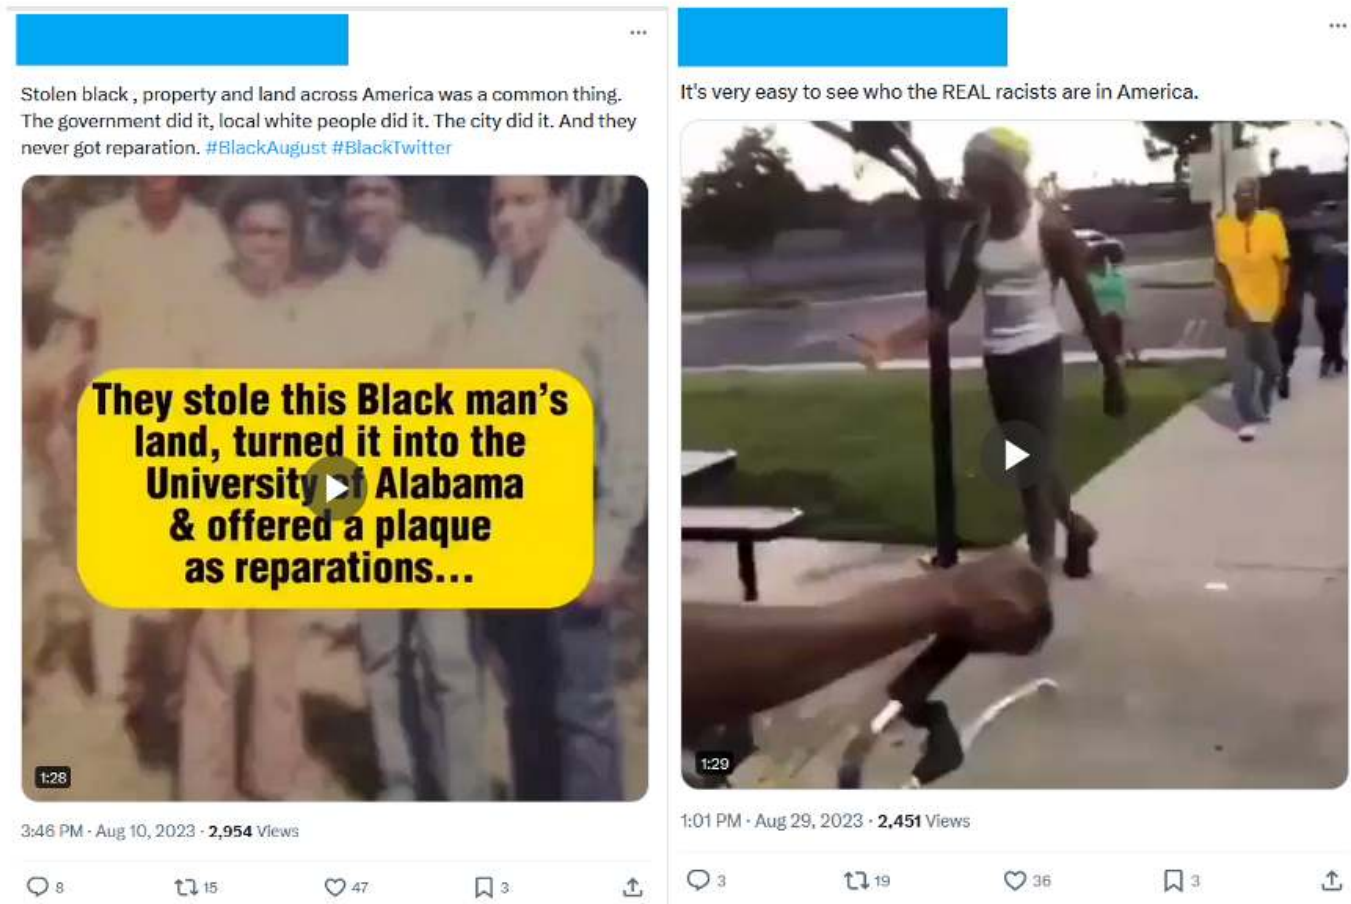 Stolen black , property and land across America was a common thing.
The government did it, local white people did it. The city did it. And they
never got reparation. #BlackAugust #BlackTwitter
They stole this Black man's
land, turned it into the
University of Alabama
& offered a plaque
as reparations...
1:28
3:46 PM · Aug 10, 2023 · 2,954 Views
8 15 47 3
It's very easy to see who the REAL racists are in America.
1:29
1:01 PM · Aug 29, 2023 · 2,451 Views
3 19 36 3